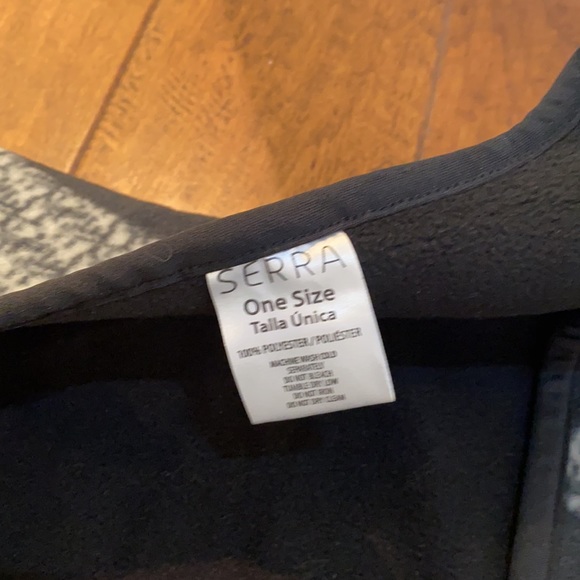 SERRA
One Size
Talla Única
100% POLYESTER / POLIÉSTER
MACHINE WASH COLD
SEPARATELY
DO NOT BLEACH
TUMBLE DRY LOW
DO NOT IRON
DO NOT DRY CLEAN